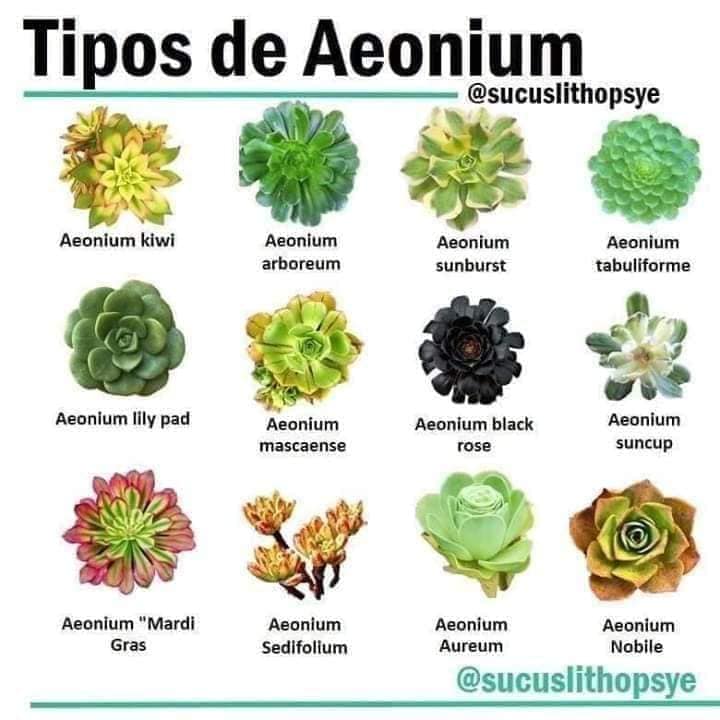 Tipos de Aeonium
@sucuslithopsye
Aeonium kiwi
Aeonium
arboreum
Aeonium
sunburst
Aeonium
tabuliforme
Aeonium lily pad
Aeonium
mascaense
Aeonium black
rose
Aeonium
suncup
Aeonium "Mardi
Gras
Aeonium
Sedifolium
Aeonium
Aureum
Aeonium
Nobile
@sucuslithopsye